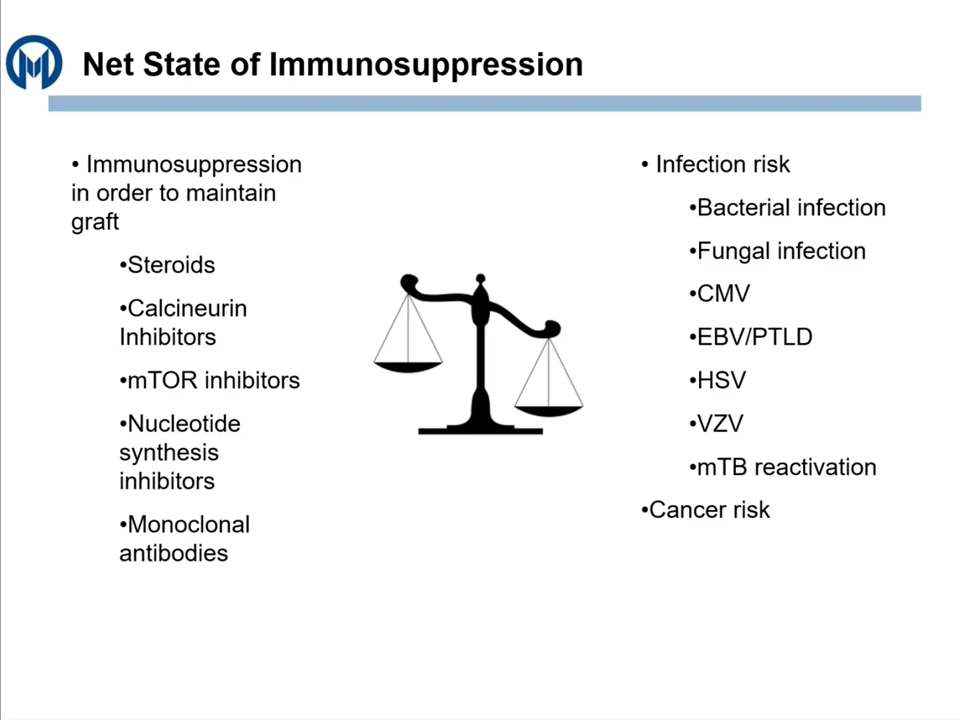 Net State of Immunosuppression
• Immunosuppression
in order to maintain
graft
•Steroids
•Calcineurin
Inhibitors
•mTOR inhibitors
•Nucleotide
synthesis
inhibitors
•Monoclonal
antibodies
• Infection risk
•Bacterial infection
•Fungal infection
•CMV
•EBV/PTLD
•HSV
•VZV
•mTB reactivation
•Cancer risk